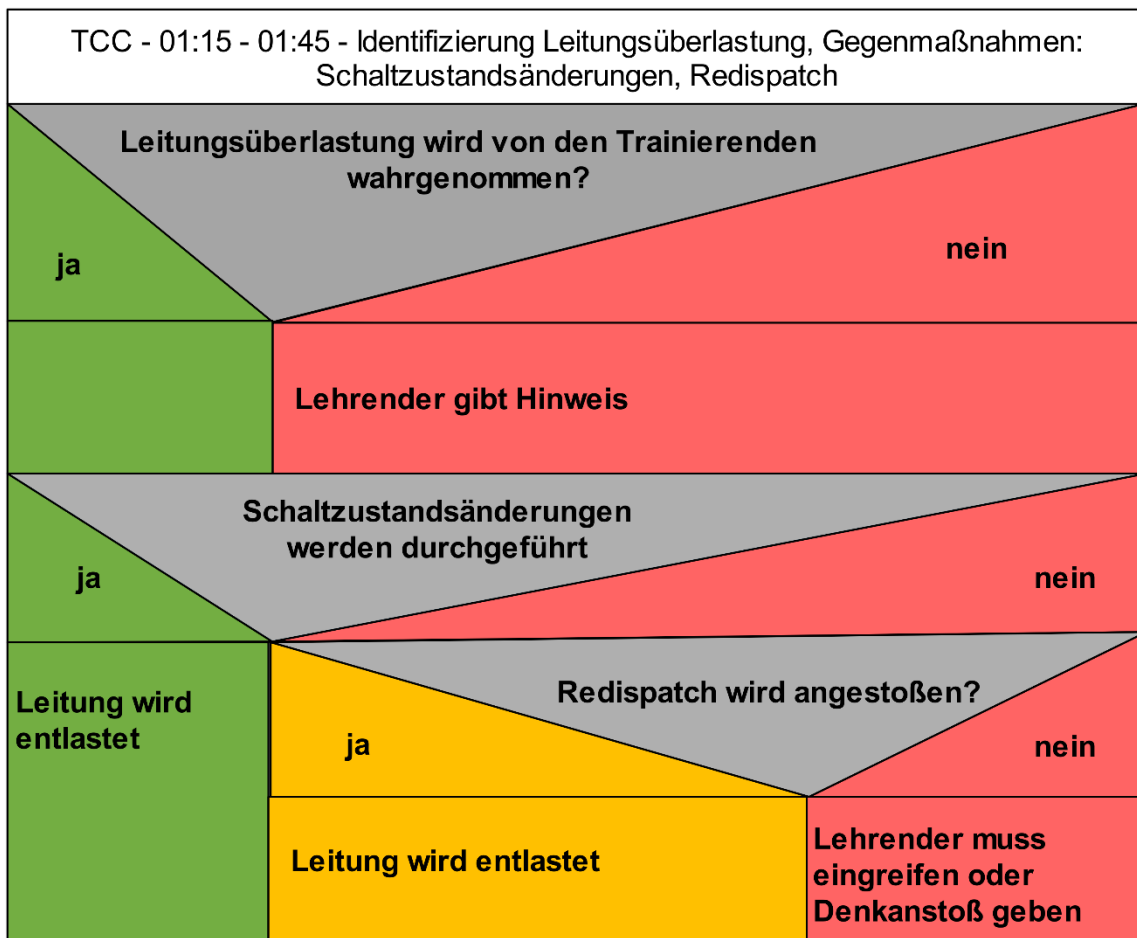 TCC - 01:15 - 01:45 - Identifizierung Leitungsüberlastung, Gegenmaßnahmen:
Schaltzustandsänderungen, Redispatch
Leitungsüberlastung wird von den Trainierenden
wahrgenommen?
ja
nein
Lehrender gibt Hinweis
Schaltzustandsänderungen
werden durchgeführt
ja
nein
Leitung wird
entlastet
Redispatch wird angestoßen?
ja
nein
Leitung wird entlastet
Lehrender muss
eingreifen oder
Denkanstoß geben